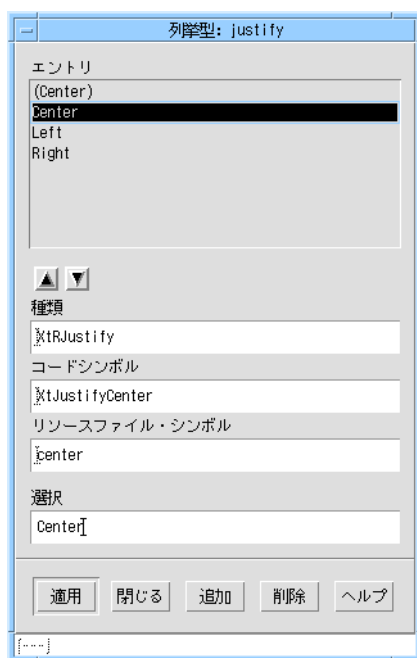 列挙型: justify
エントリ
(Center)
Center
Left
Right
種類
XtRJustify
コードシンボル
XtJustifyCenter
リソースファイル・シンボル
center
選択
Center
適用 閉じる 追加 削除 ヘルプ
[---]